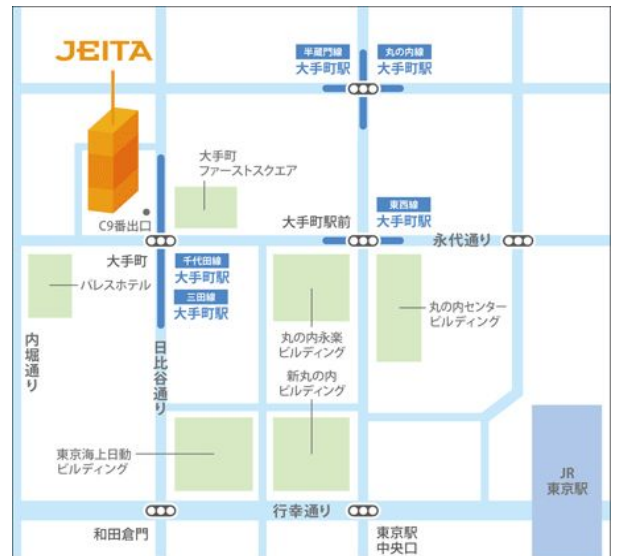 JEITA
半蔵門線
大手町駅
丸の内線
大手町駅
大手町
ファーストスクエア
C9番出口
大手町駅前
東西線
大手町駅
永代通り
大手町
パレスホテル
千代田線
大手町駅
三田線
大手町駅
丸の内センター
ビルディング
内堀通り
日比谷通り
丸の内永楽
ビルディング
新丸の内
ビルディング
東京海上日動
ビルディング
JR
東京駅
行幸通り
和田倉門
東京駅
中央口